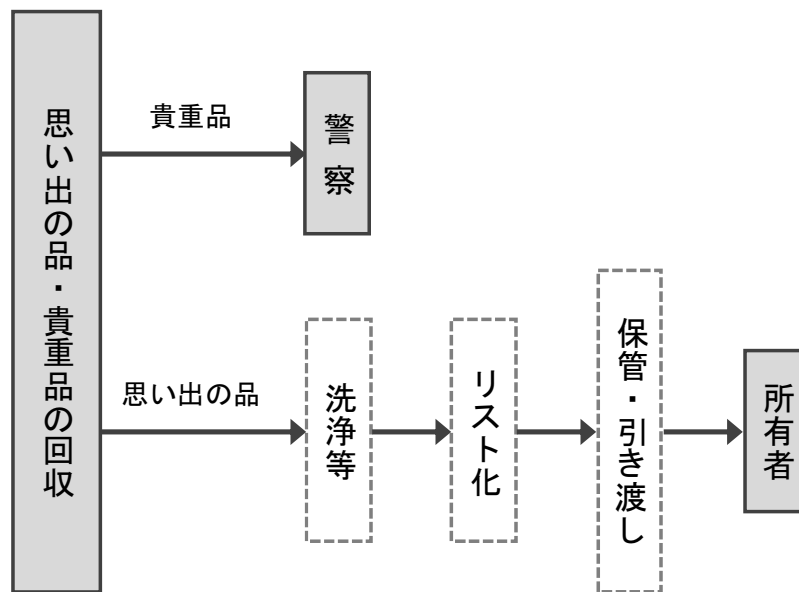 思い出の品・貴重品の回収
貴重品
警察
思い出の品
洗浄等
リスト化
保管・引き渡し
所有者